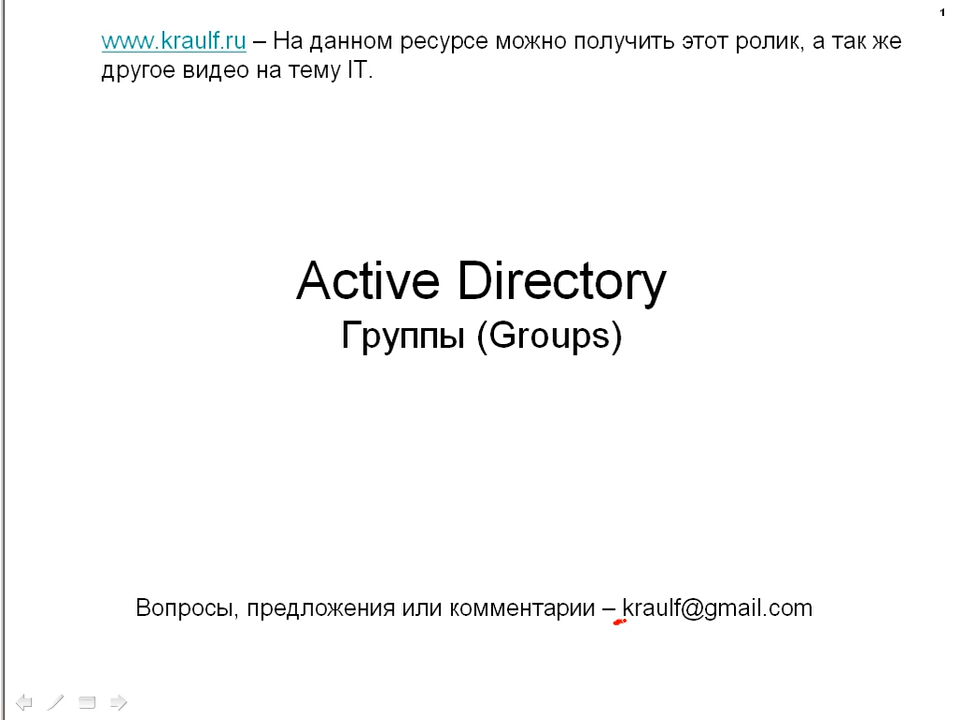 1
www.kraulf.ru – На данном ресурсе можно получить этот ролик, а так же
другое видео на тему IT.
Active Directory
Группы (Groups)
Вопросы, предложения или комментарии – kraulf@gmail.com